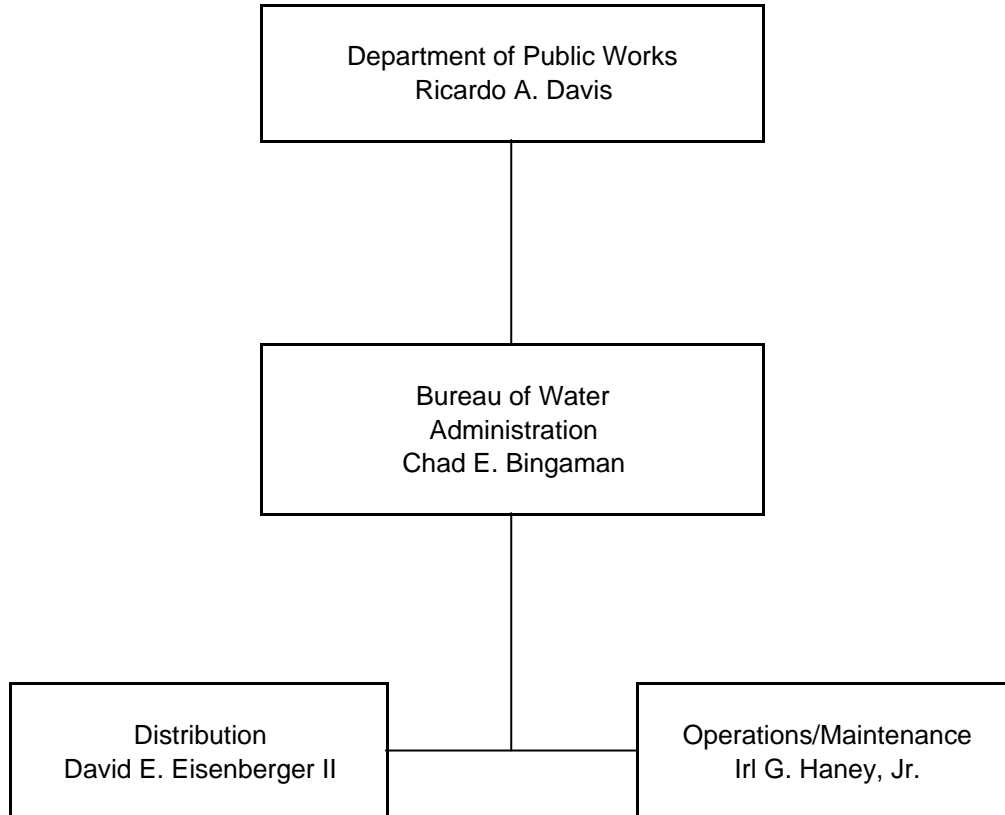 Department of Public Works
Ricardo A. Davis
Bureau of Water
Administration
Chad E. Bingaman
Distribution
David E. Eisenberger II
Operations/Maintenance
Irl G. Haney, Jr.